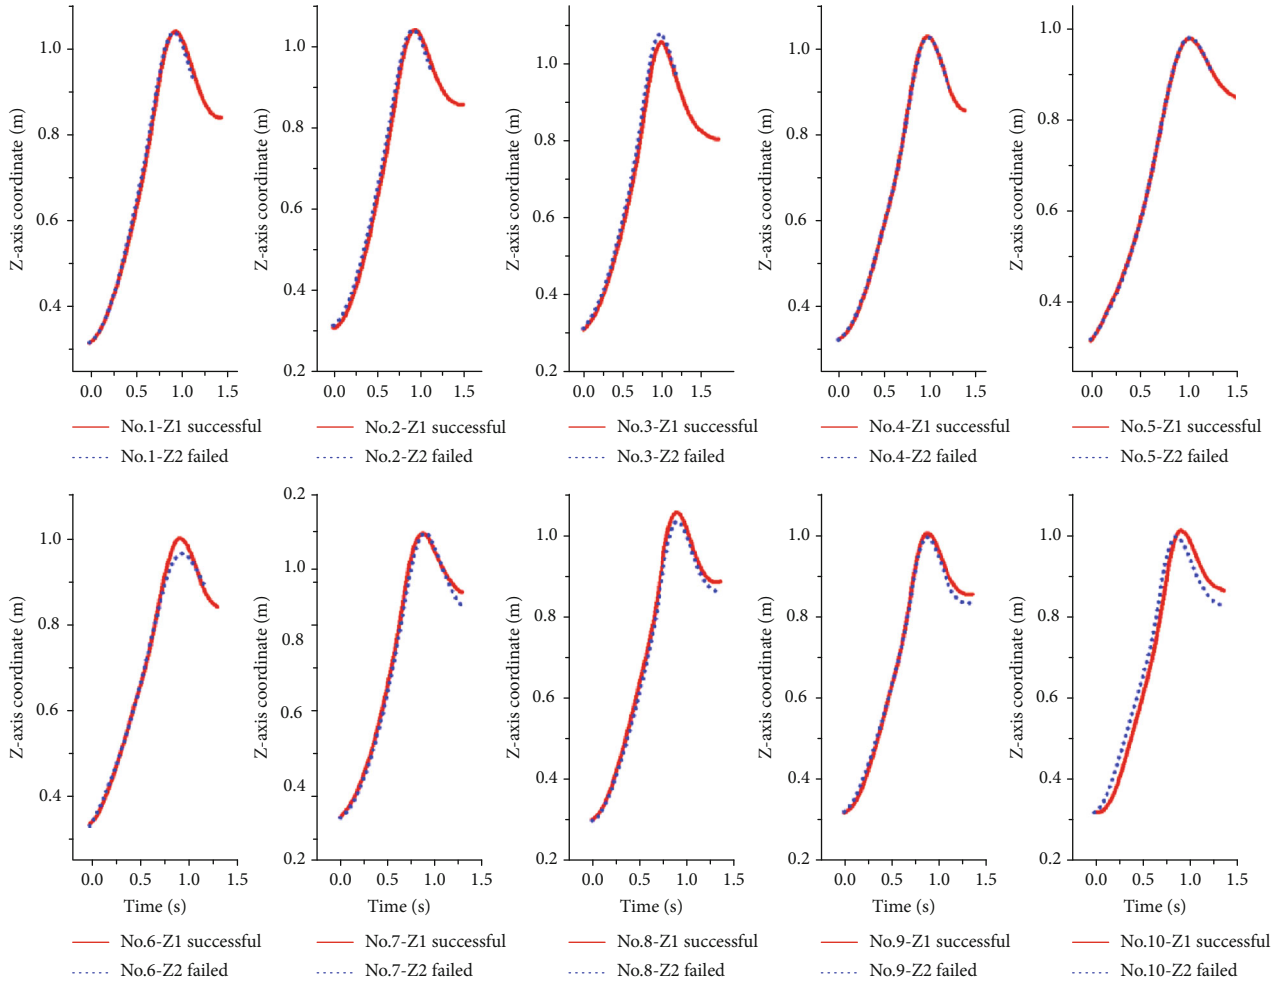 Z-axis coordinate (m)
1.0
0.8
0.6
0.4
0.0 0.5 1.0 1.5
No.1-Z1 successful
No.1-Z2 failed
Z-axis coordinate (m)
1.0
0.8
0.6
0.4
0.2
0.0 0.5 1.0 1.5
No.2-Z1 successful
No.2-Z2 failed
Z-axis coordinate (m)
1.0
0.8
0.6
0.4
0.2
0.0 0.5 1.0 1.5
No.3-Z1 successful
No.3-Z2 failed
Z-axis coordinate (m)
1.0
0.8
0.6
0.4
0.0 0.5 1.0 1.5
No.4-Z1 successful
No.4-Z2 failed
Z-axis coordinate (m)
1.0
0.8
0.6
0.4
0.0 0.5 1.0 1.5
No.5-Z1 successful
No.5-Z2 failed
Z-axis coordinate (m)
1.0
0.8
0.6
0.4
0.0 0.5 1.0 1.5
Time (s)
No.6-Z1 successful
No.6-Z2 failed
Z-axis coordinate (m)
0.2
1.0
0.8
0.6
0.4
0.2
0.0 0.5 1.0 1.5
Time (s)
No.7-Z1 successful
No.7-Z2 failed
Z-axis coordinate (m)
1.0
0.8
0.6
0.4
0.2
0.0 0.5 1.0 1.5
Time (s)
No.8-Z1 successful
No.8-Z2 failed
Z-axis coordinate (m)
1.0
0.8
0.6
0.4
0.2
0.0 0.5 1.0 1.5
Time (s)
No.9-Z1 successful
No.9-Z2 failed
Z-axis coordinate (m)
1.0
0.8
0.6
0.4
0.2
0.0 0.5 1.0 1.5
Time (s)
No.10-Z1 successful
No.10-Z2 failed